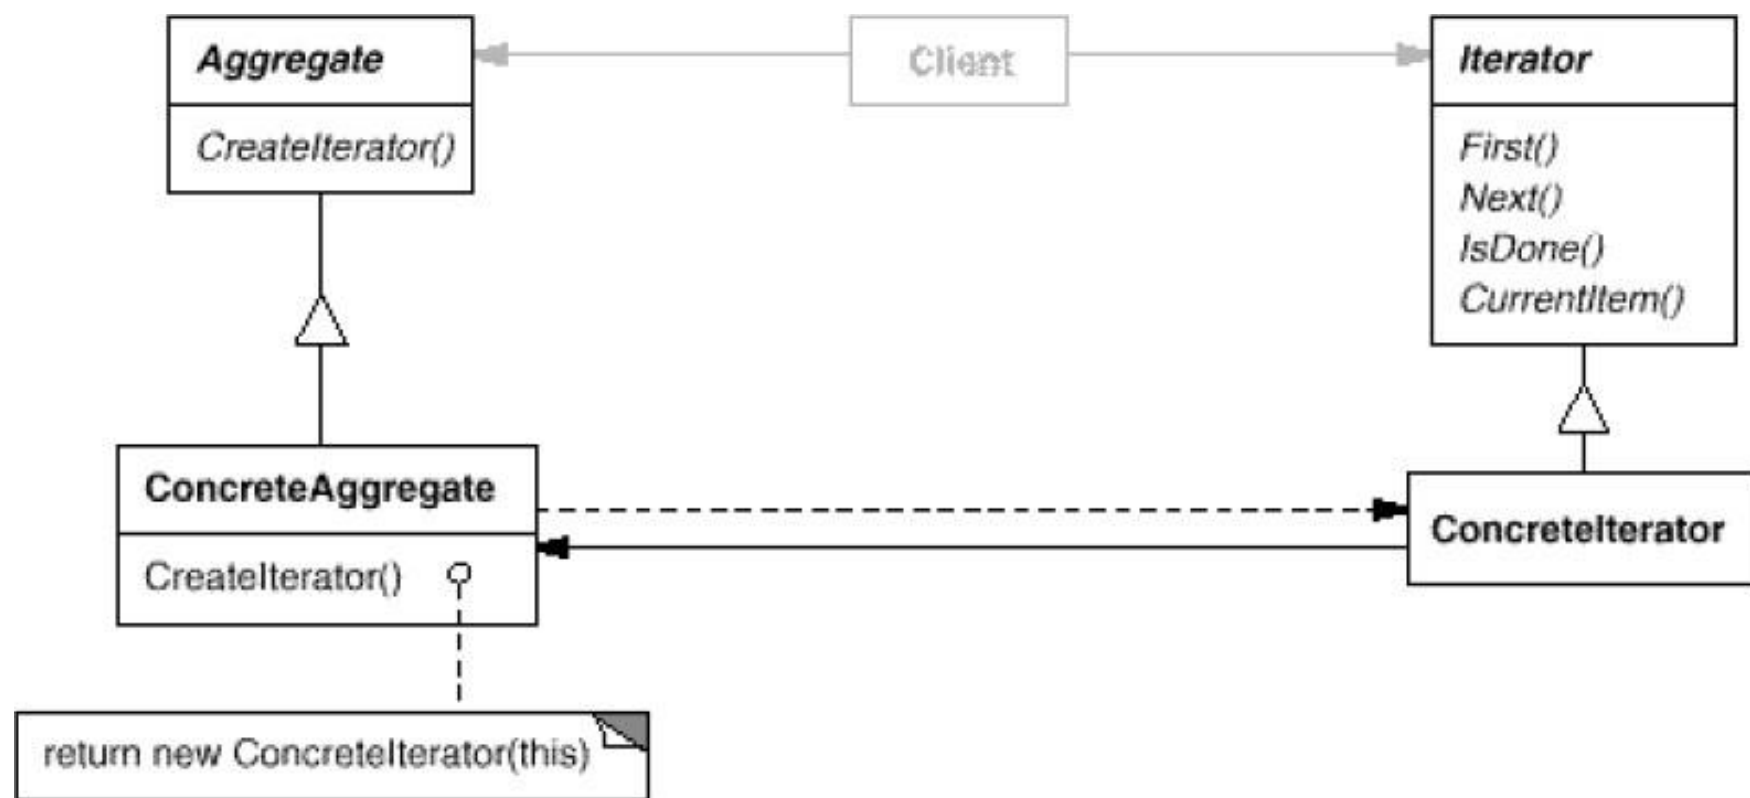 Aggregate
CreateIterator()
Client
Iterator
First()
Next()
IsDone()
CurrentItem()
ConcreteAggregate
CreateIterator()
ConcreteIterator
return new ConcreteIterator(this)